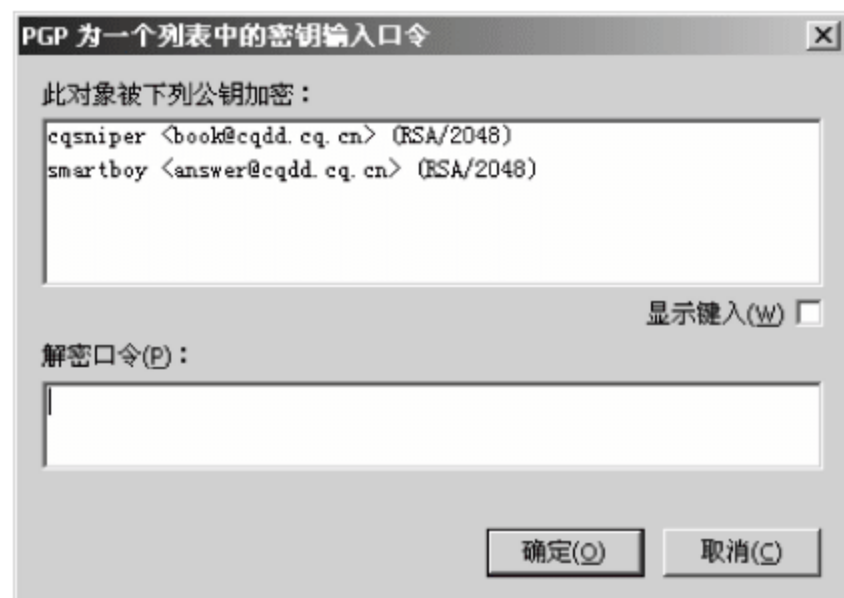 PGP 为一个列表中的密钥输入口令
此对象被下列公钥加密：
cqsniper <book@cqdd.cq.cn> (RSA/2048)
smartboy <answer@cqdd.cq.cn> (RSA/2048)
显示键入(W)
解密口令(P)：
确定(O) 取消(C)